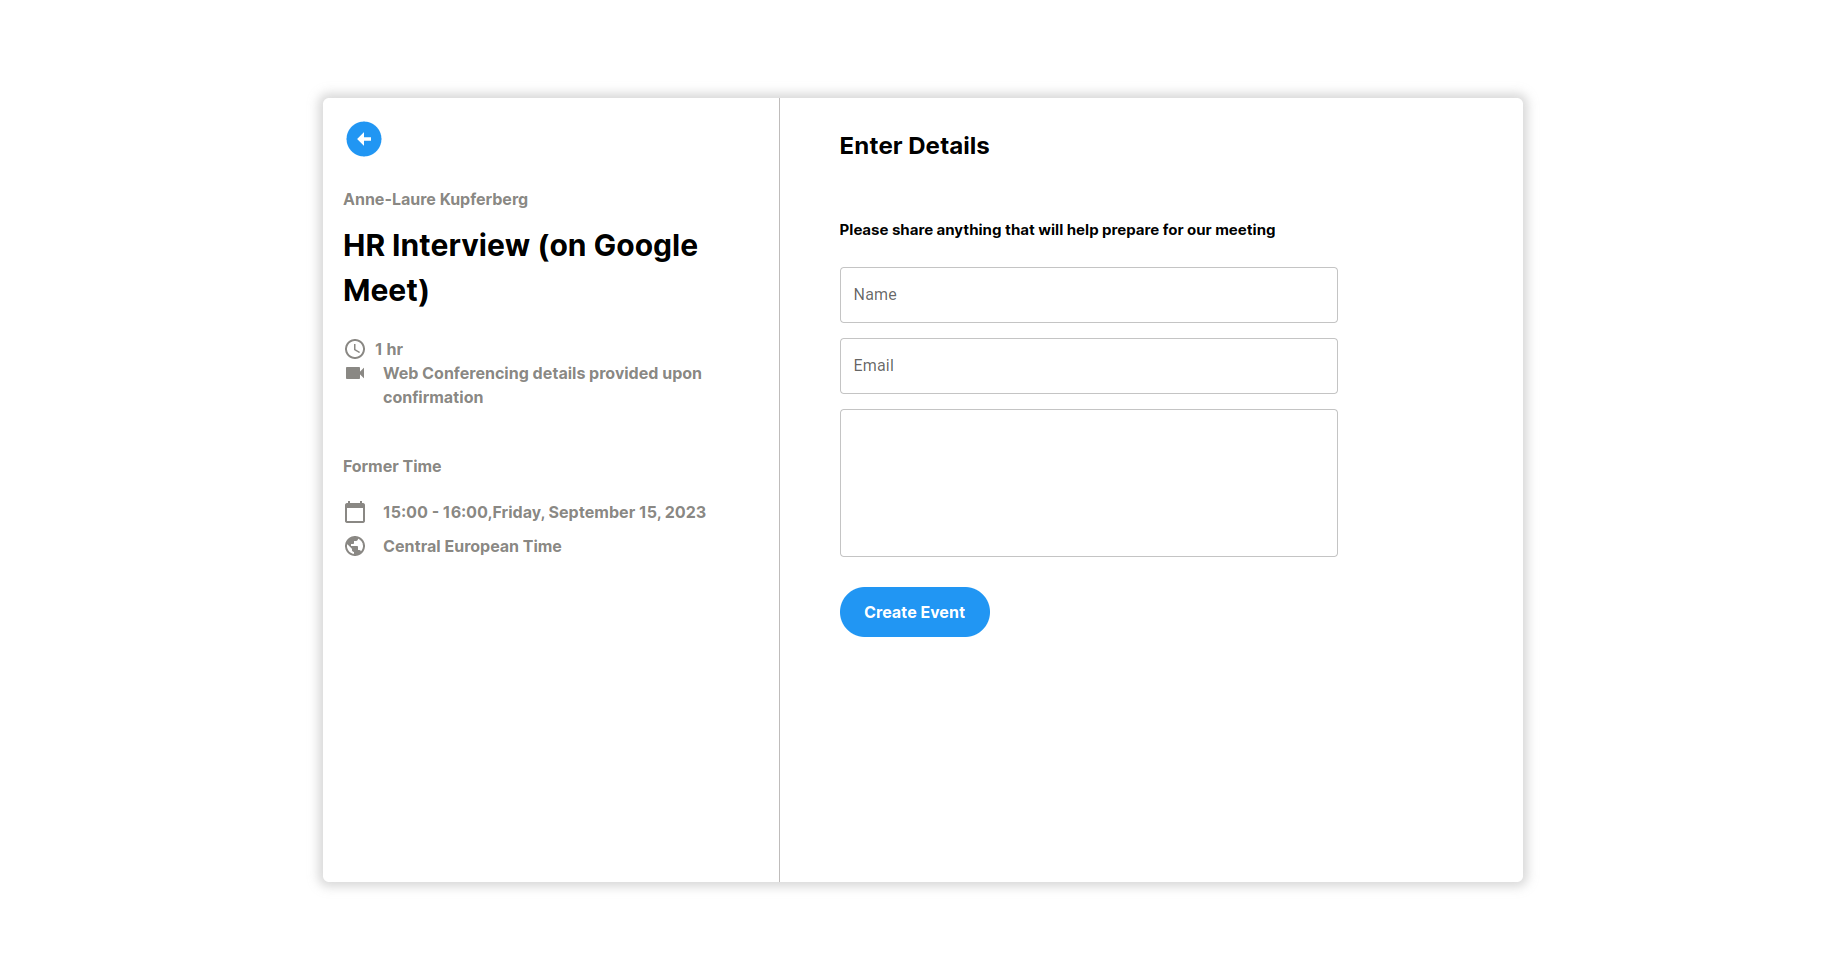 Anne-Laure Kupferberg
HR Interview (on Google
Meet)
1 hr
Web Conferencing details provided upon
confirmation
Former Time
15:00 - 16:00,Friday, September 15, 2023
Central European Time
Enter Details
Please share anything that will help prepare for our meeting
Name
Email
Create Event